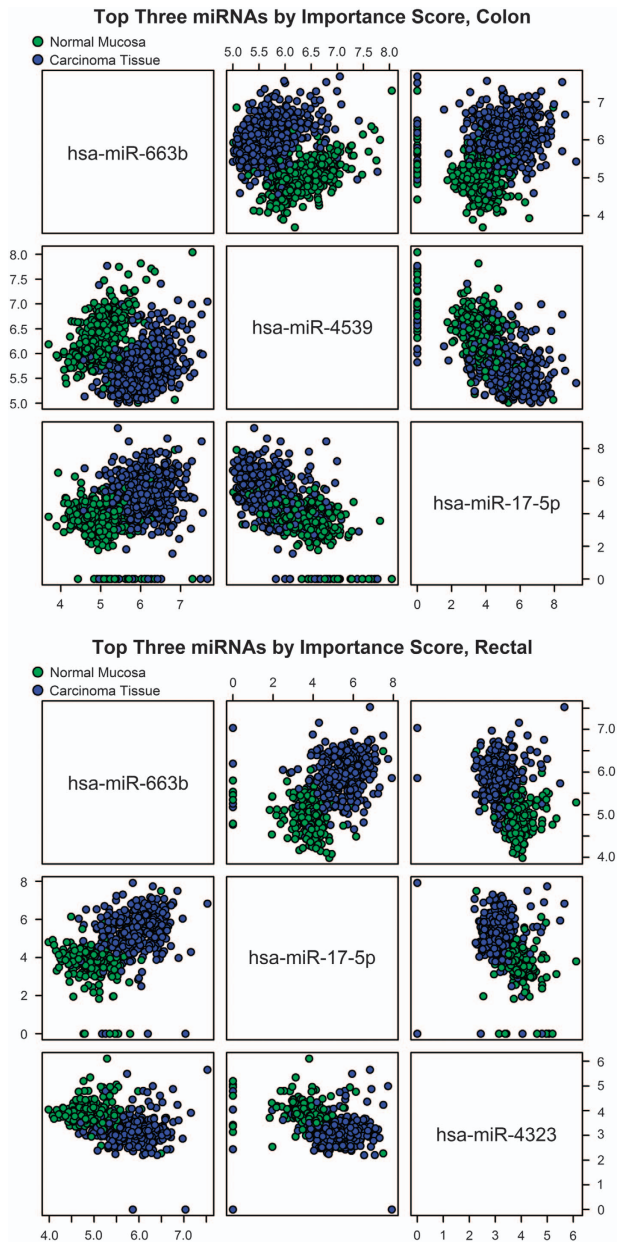 Top Three miRNAs by Importance Score, Colon
Normal Mucosa
Carcinoma Tissue
5.0 6.0 7.0 8.0
hsa-miR-663b
7
6
5
4
8.0
7.5
7.0
6.5
6.0
5.5
5.0
hsa-miR-4539
hsa-miR-17-5p
8
6
4
2
0
4 5 6 7
0 2 4 6 8
Top Three miRNAs by Importance Score, Rectal
Normal Mucosa
Carcinoma Tissue
0 2 4 6 8
hsa-miR-663b
7.0
6.0
5.0
4.0
8
6
4
2
0
hsa-miR-17-5p
hsa-miR-4323
6
5
4
3
2
1
0
4.0 5.0 6.0 7.0
0 1 2 3 4 5 6